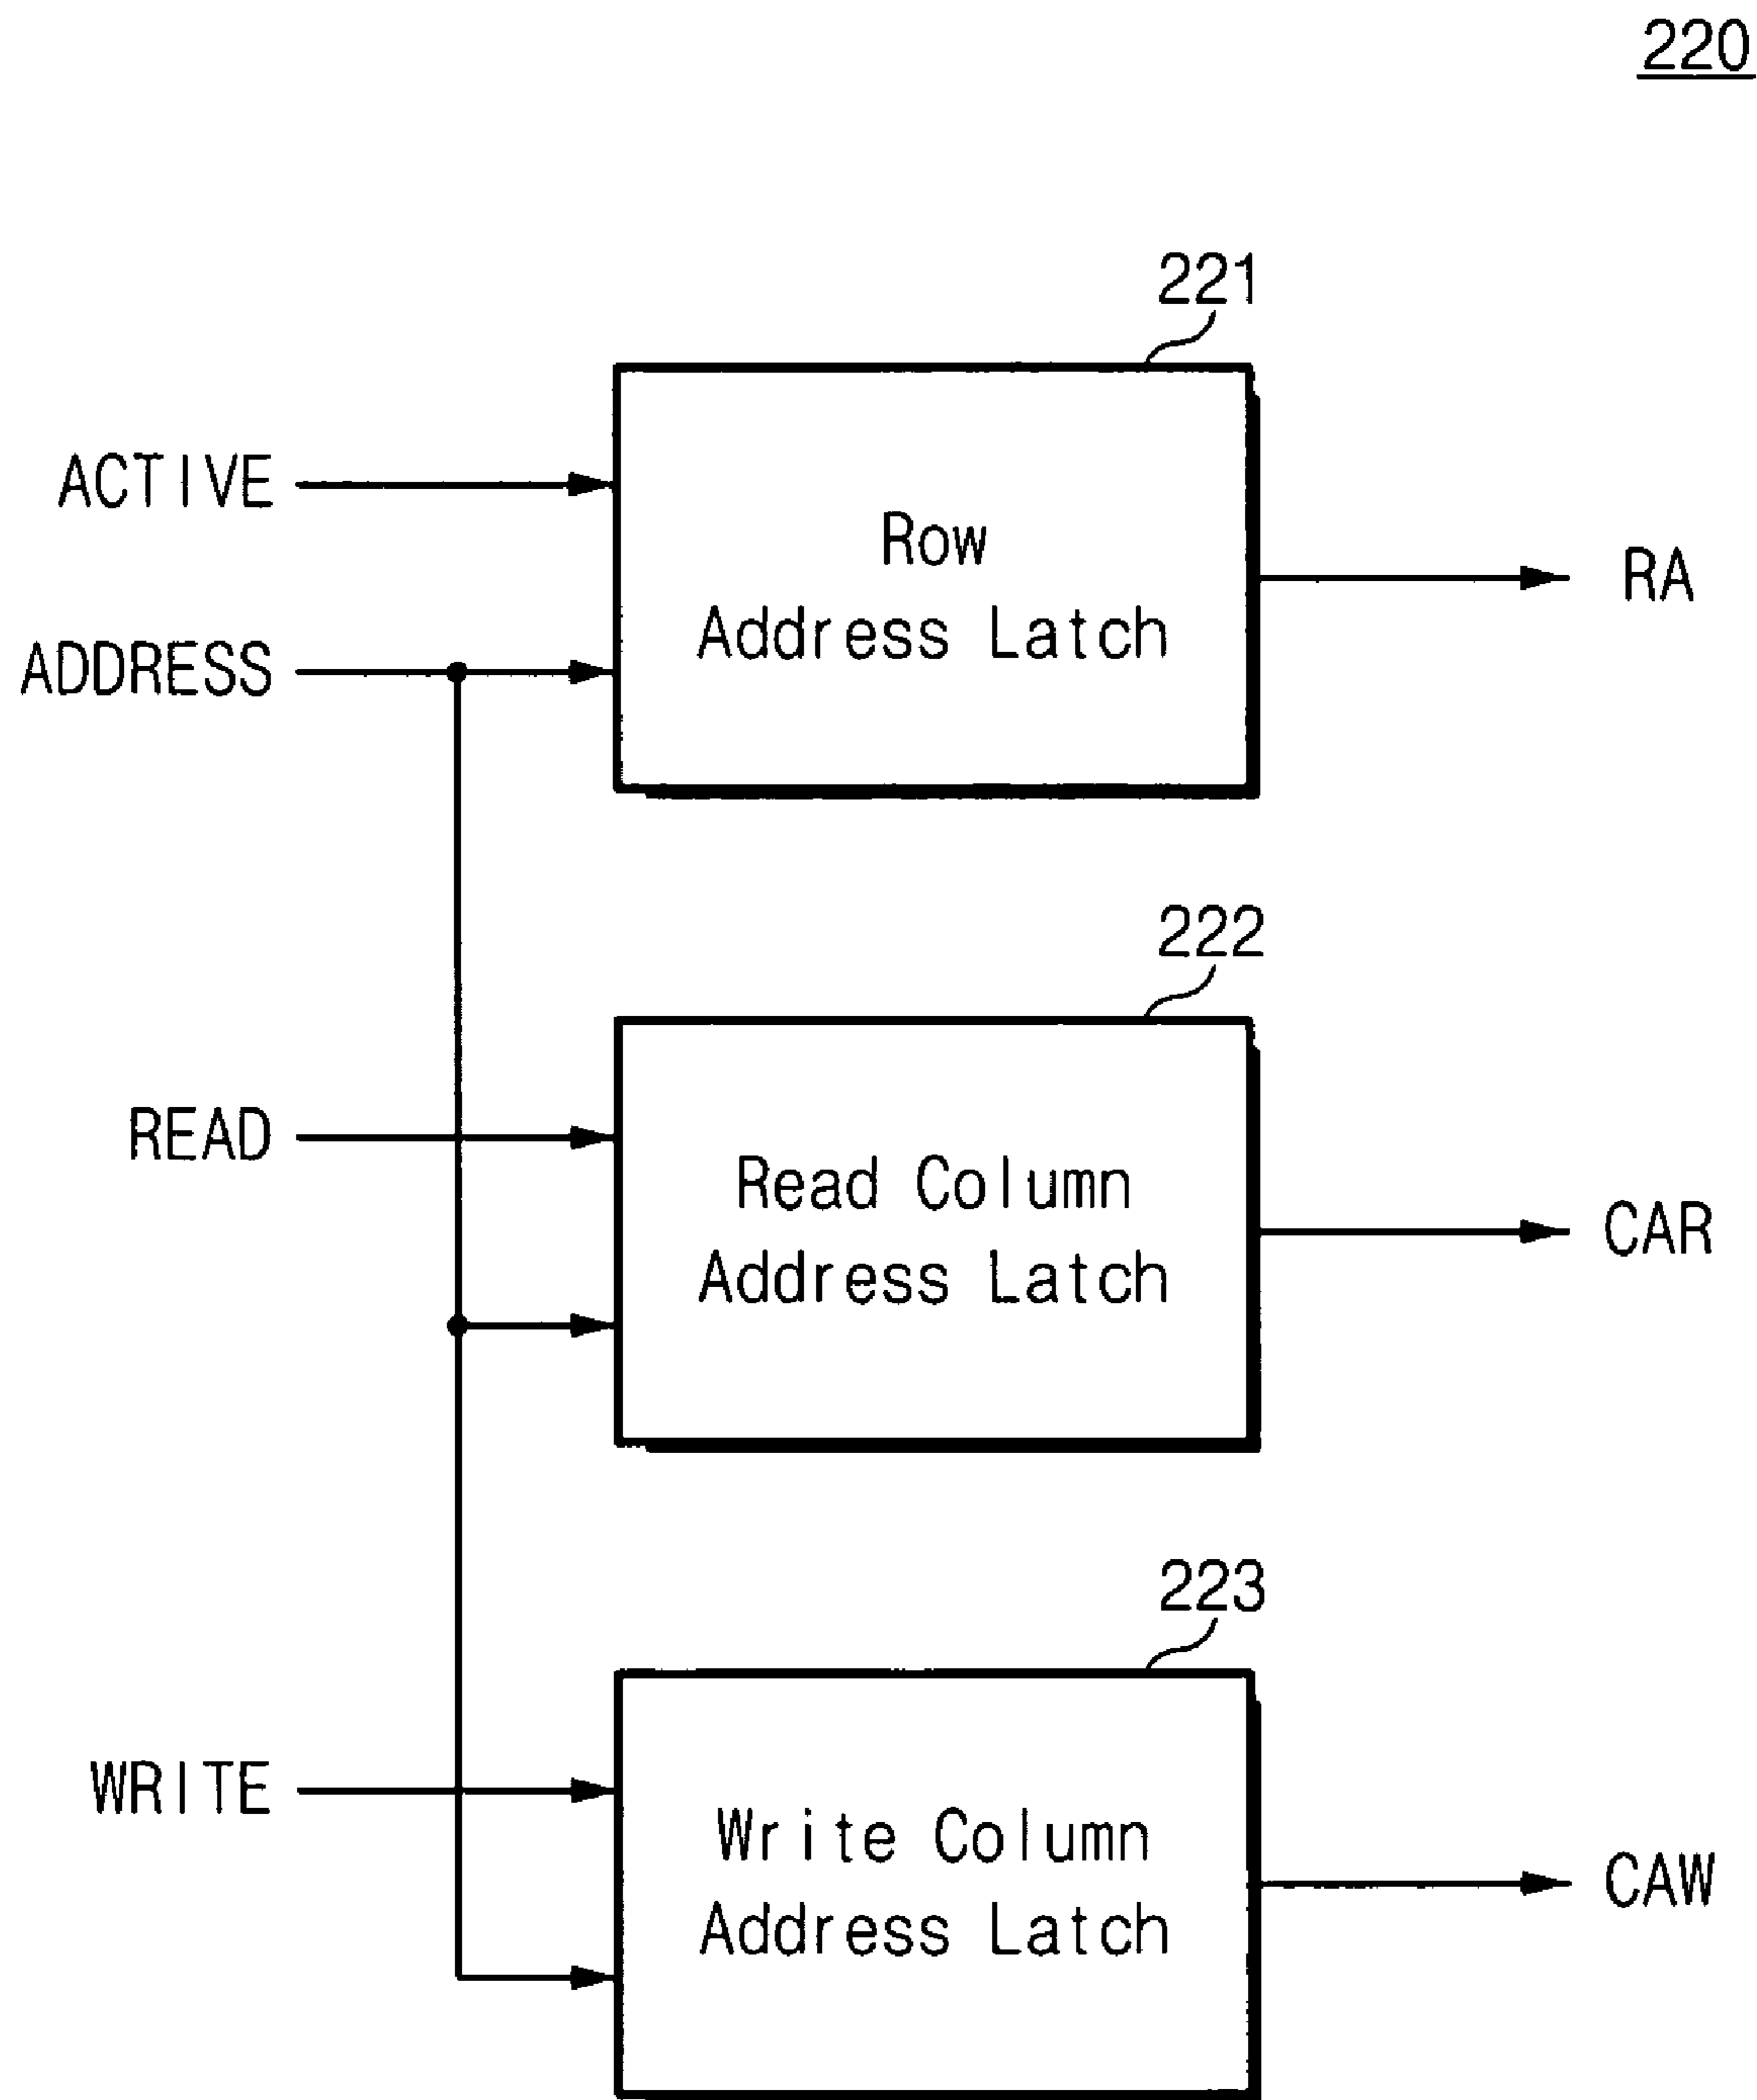 220
221
ACTIVE
Row
RA
Address Latch
ADDRESS
222
READ
Read Column
CAR
Address Latch
223
WRITE
Write Column
CAW
Address Latch